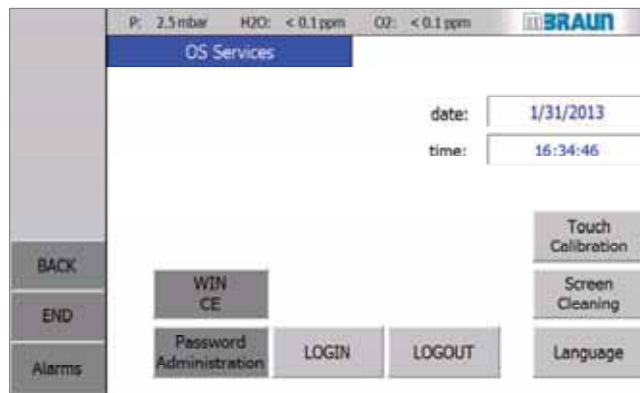 P: 2.5 mbar H2O: < 0.1 ppm O2: < 0.1 ppm MBRAUN
OS Services
date: 1/31/2013
time: 16:34:46
Touch
Calibration
BACK
WIN
CE
Screen
Cleaning
END
Password
Administration
LOGIN
LOGOUT
Language
Alarms